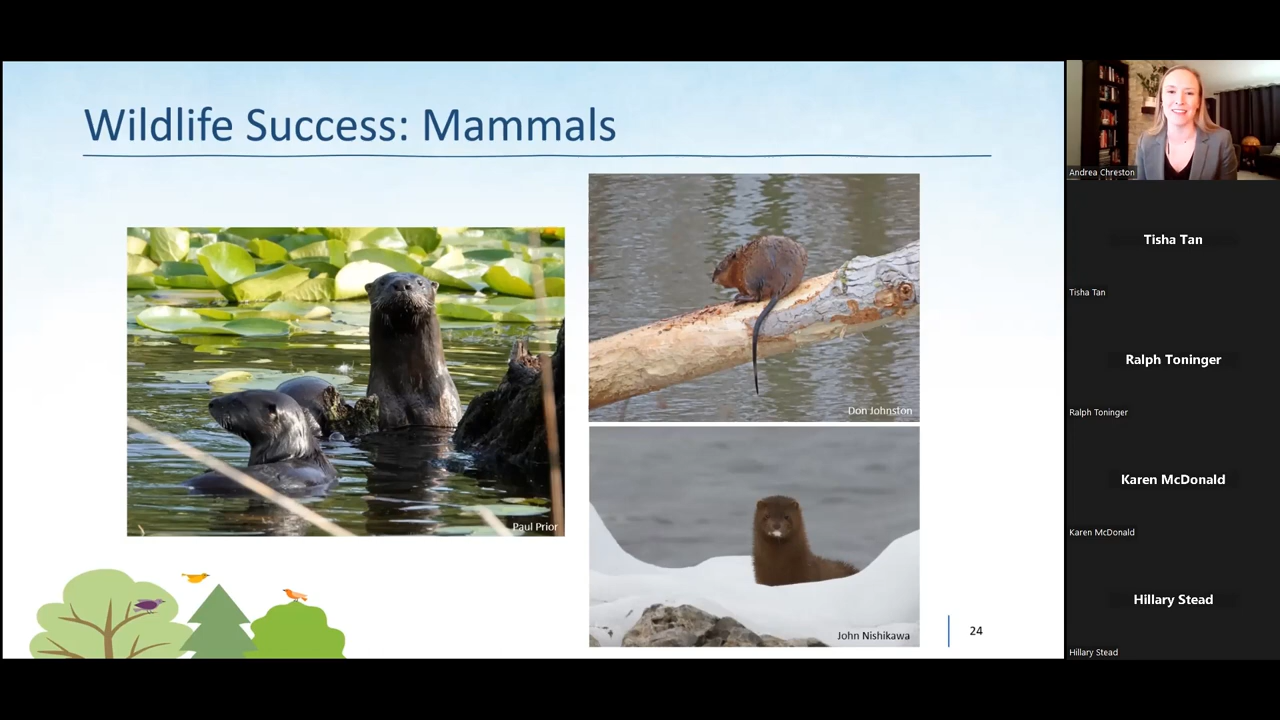 Wildlife Success: Mammals
Don Johnston
Paul Prior
John Nishikawa
24
Andrea Chreston
Tisha Tan
Tisha Tan
Ralph Toninger
Ralph Toninger
Karen McDonald
Karen McDonald
Hillary Stead
Hillary Stead